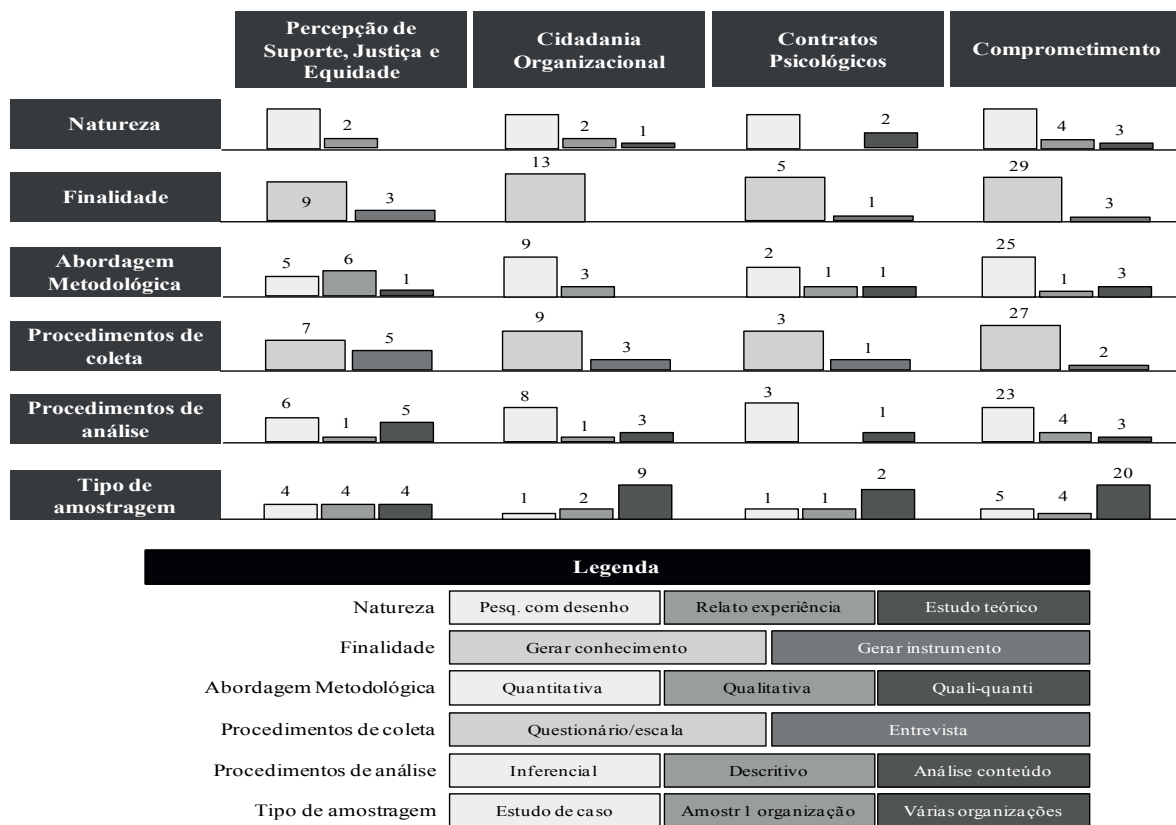 Percepção de
Suporte, Justiça e
Equidade
Cidadania
Organizacional
Contratos
Psicológicos
Comprometimento
Natureza
2
2
1
2
4
3
Finalidade
9
3
13
5
1
29
3
Abordagem
Metodológica
5
6
1
9
3
2
1
1
25
1
3
Procedimentos de
coleta
7
5
9
3
3
1
27
2
Procedimentos de
análise
6
1
5
8
1
3
3
1
23
4
3
Tipo de
amostragem
4
4
4
1
2
9
1
1
2
5
4
20
Legenda
Natureza
Pesq. com desenho
Relato experiência
Estudo teórico
Finalidade
Gerar conhecimento
Gerar instrumento
Abordagem Metodológica
Quantitativa
Qualitativa
Quali-quanti
Procedimentos de coleta
Questionário/escala
Entrevista
Procedimentos de análise
Inferencial
Descritivo
Análise conteúdo
Tipo de amostragem
Estudo de caso
Amostr 1 organização
Várias organizações